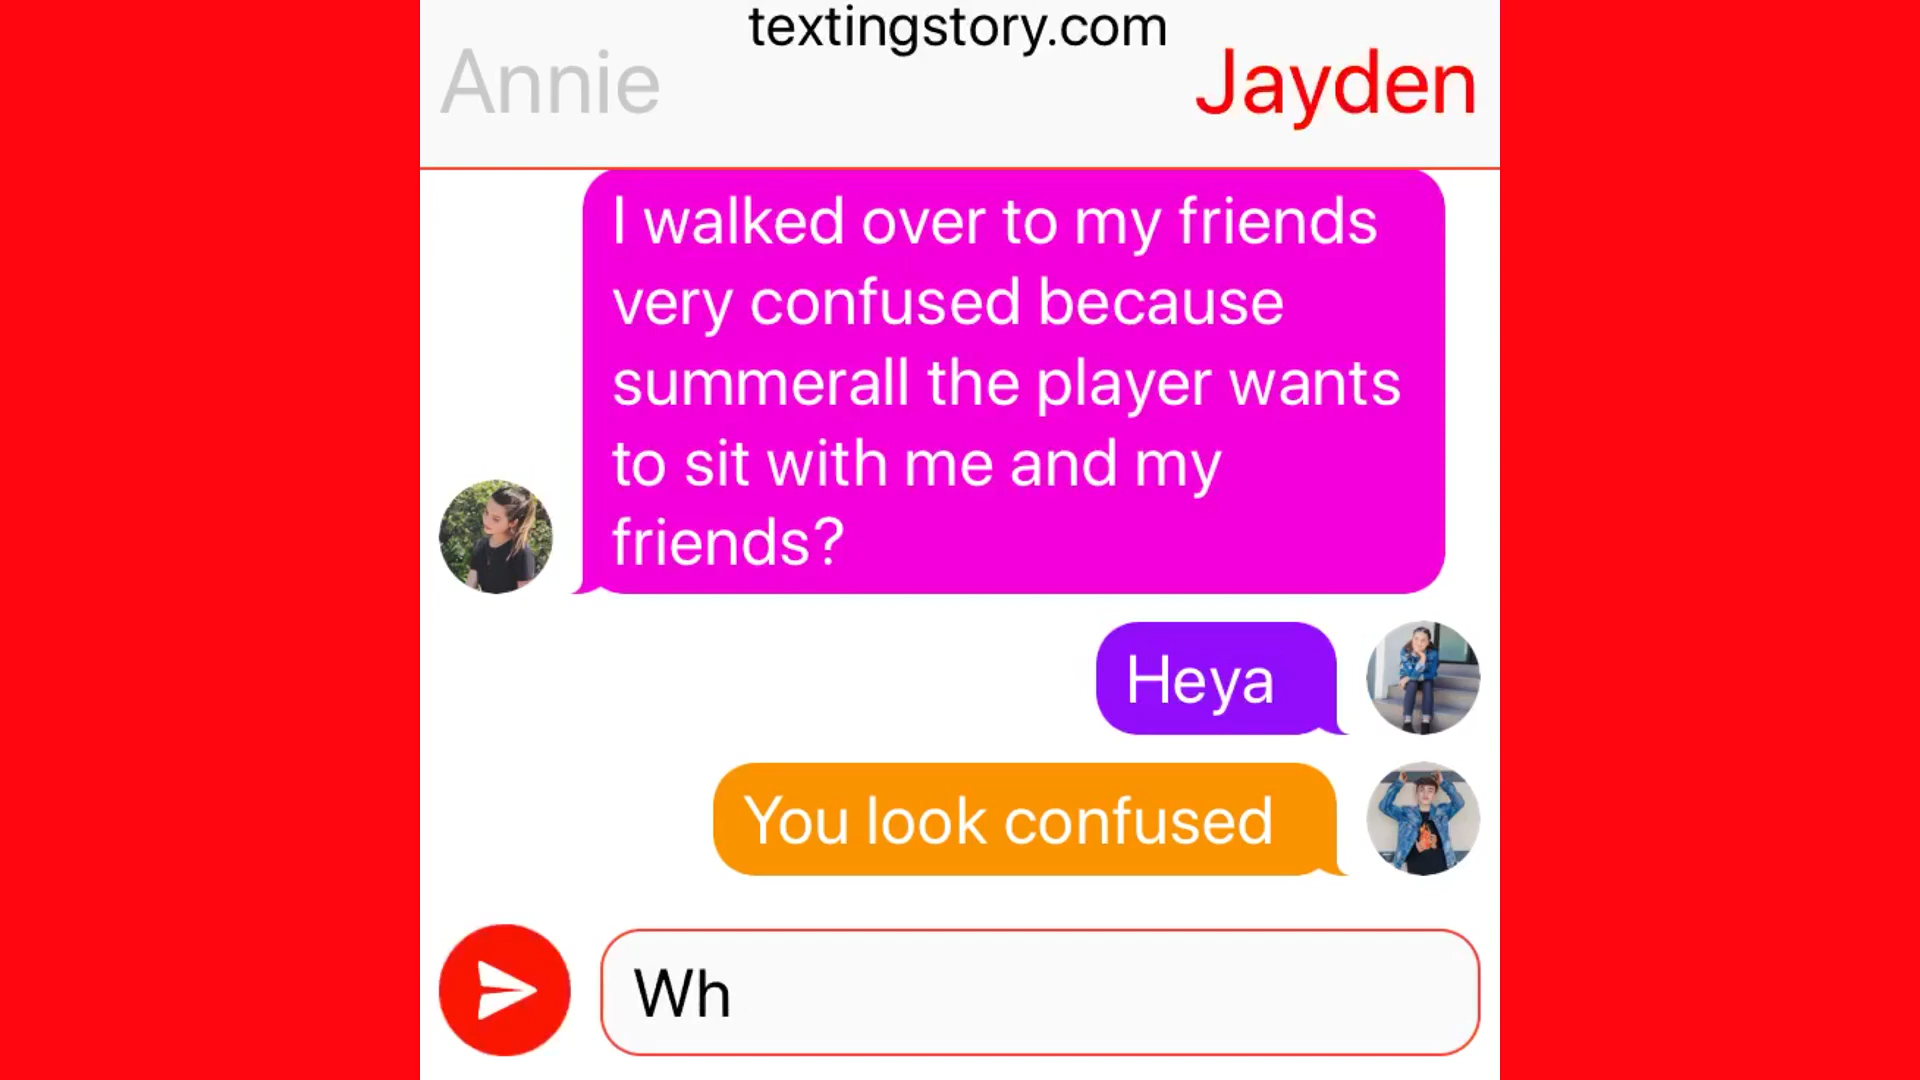 textingstory.com
Annie
Jayden
I walked over to my friends
very confused because
summerall the player wants
to sit with me and my
friends?
Heya
You look confused
Wh